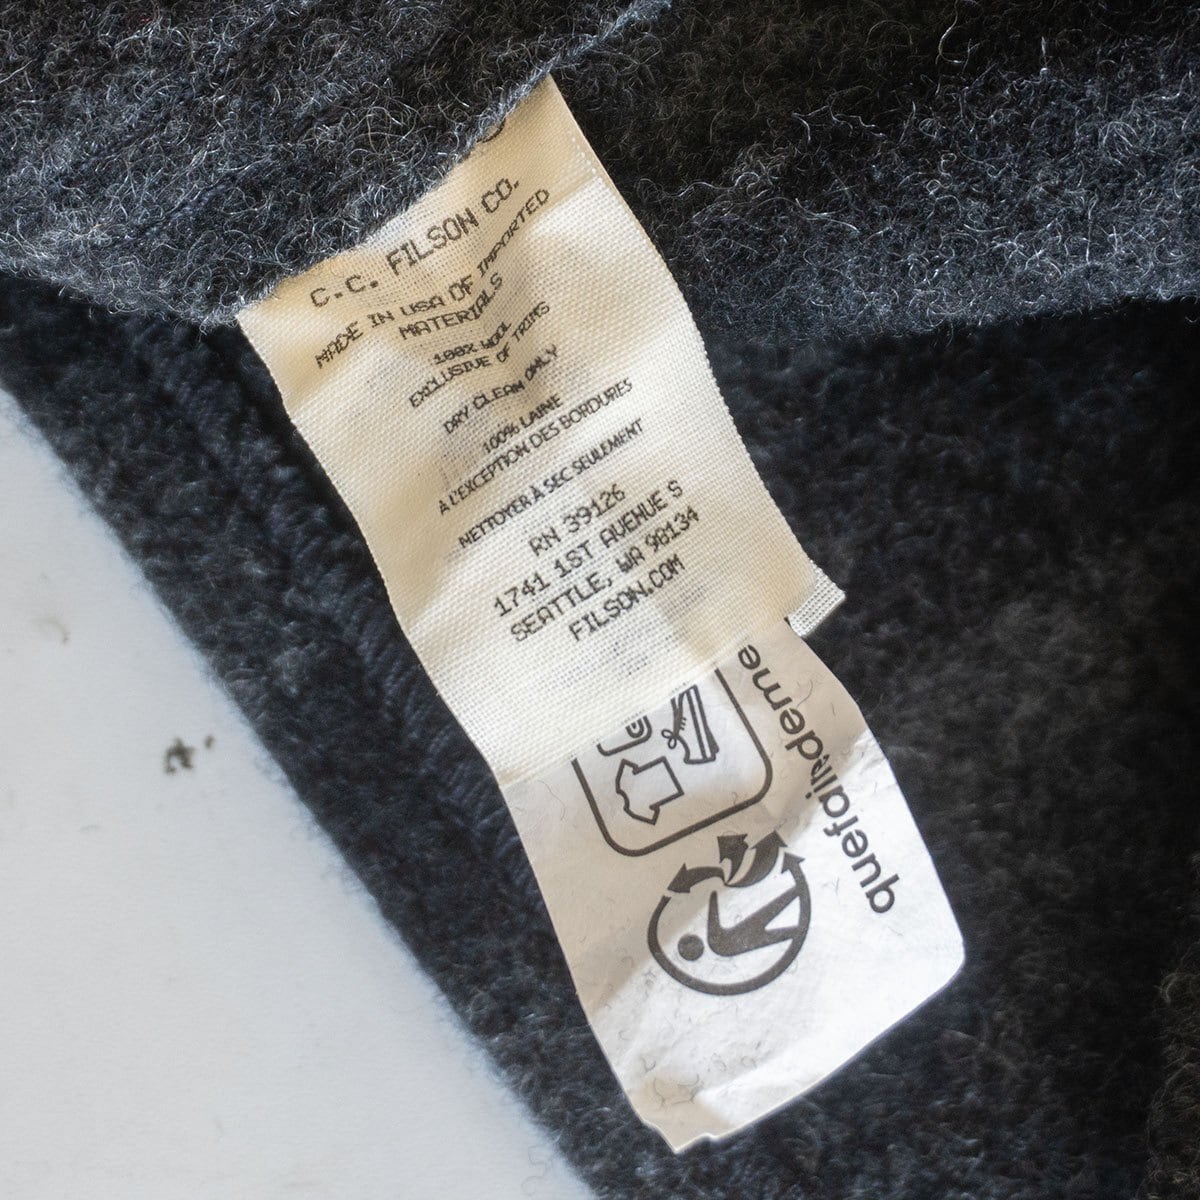 C.C. FILSON CO.
MADE IN USA OF IMPORTED
MATERIALS
100% WOOL
EXCLUSIVE OF TRIMS
DRY CLEAN ONLY
100% LAINE
A L'EXCEPTION DES BORDURES
NETTOYER À SEC SEULEMENT
RN 39126
1741 1ST AVENUE S
SEATTLE, WA 98134
FILSON.COM
quefairedeme